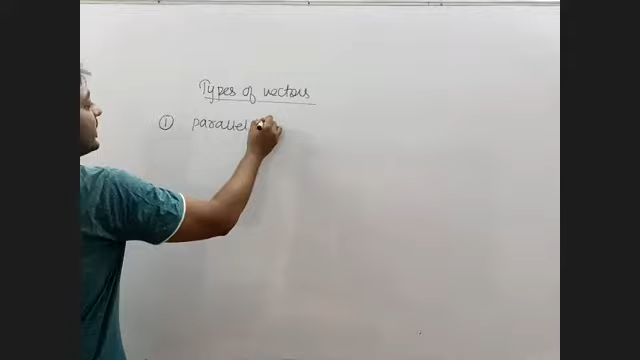 Types of vectors
① parallel